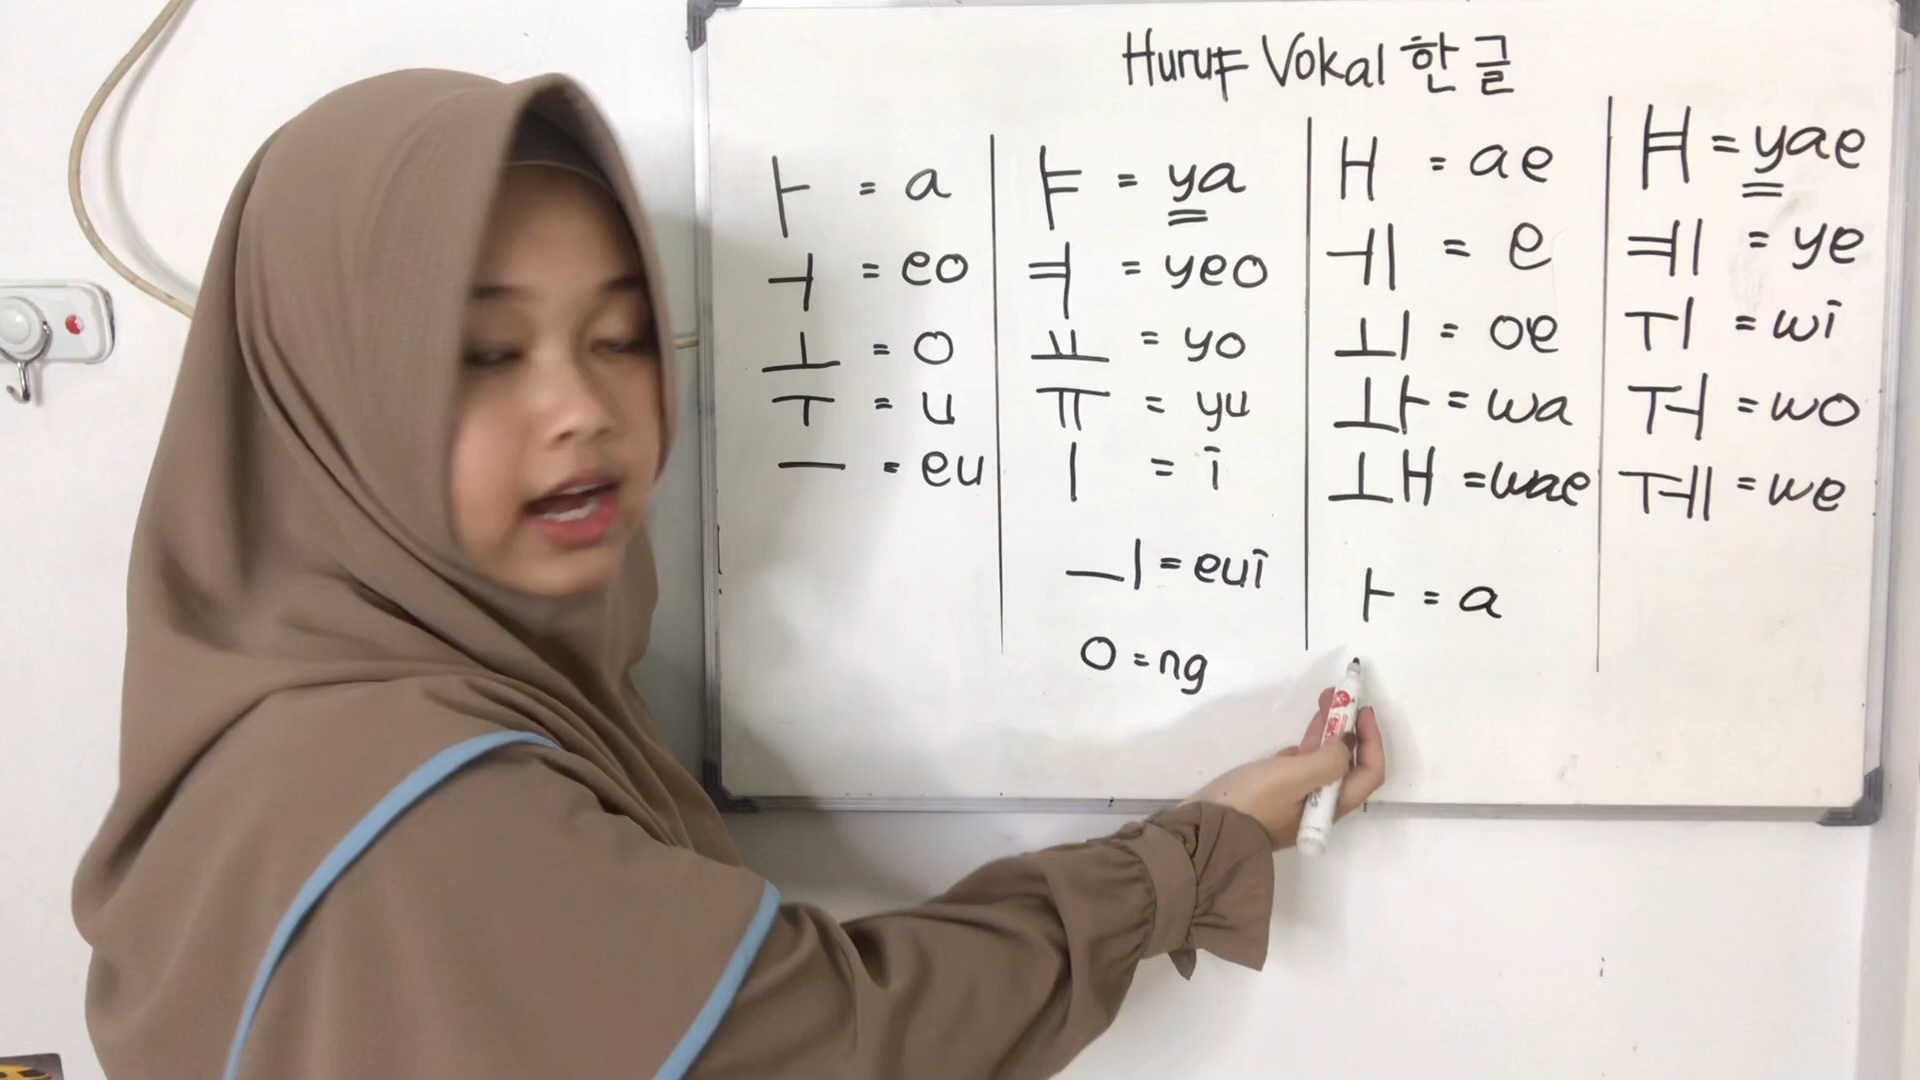 Huruf Vokal 한글
ㅏ = a
ㅓ = eo
ㅗ = o
ㅜ = u
ㅡ = eu
ㅑ = ya
ㅕ = yeo
ㅛ = yo
ㅠ = yu
ㅣ = i
ㅢ = eui
ㅇ = ng
ㅐ = ae
ㅔ = e
ㅚ = oe
ㅘ = wa
ㅙ = wae
ㅏ = a
ㅒ = yae
ㅖ = ye
ㅟ = wi
ㅝ = wo
ㅞ = we